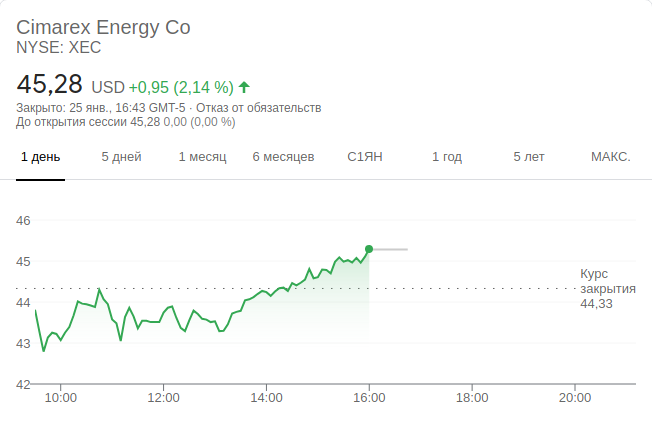 Cimarex Energy Co
NYSE: XEC
45,28 USD +0,95 (2,14 %)
Закрыто: 25 янв., 16:43 GMT-5 · Отказ от обязательств
До открытия сессии 45,28 0,00 (0,00 %)
1 день 5 дней 1 месяц 6 месяцев С1ЯН 1 год 5 лет МАКС.
46
45
Курс
закрытия
44,33
44
43
42
10:00 12:00 14:00 16:00 18:00 20:00